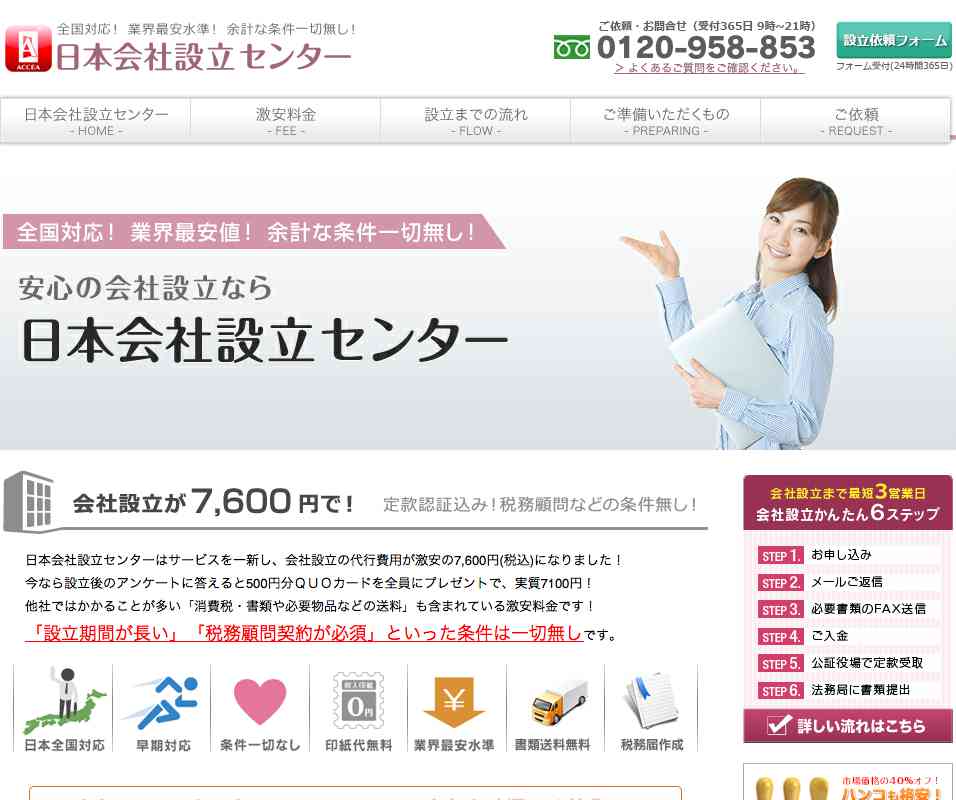 全国対応！ 業界最安水準！ 余計な条件一切無し！
ACCEA
日本会社設立センター
ご依頼・お問合せ（受付365日 9時~21時）
0120-958-853
＞よくあるご質問をご確認ください。
設立依頼フォーム
フォーム受付(24時間365日)
日本会社設立センター
- HOME -
激安料金
- FEE -
設立までの流れ
- FLOW -
ご準備いただくもの
- PREPARING -
ご依頼
- REQUEST -
全国対応！ 業界最安値！ 余計な条件一切無し！
安心の会社設立なら
日本会社設立センター
会社設立が 7,600 円で！ 定款認証込み！税務顧問などの条件無し！
日本会社設立センターはサービスを一新し、会社設立の代行費用が激安の7,600円(税込)になりました！
今なら設立後のアンケートに答えると500円分ＱＵＯカードを全員にプレゼントで、実質7100円！
他社ではかかることが多い「消費税・書類や必要物品などの送料」も含まれている激安料金です！
「設立期間が長い」「税務顧問契約が必須」といった条件は一切無しです。
日本全国対応
早期対応
条件一切なし
収入印紙
0円
印紙代無料
￥
業界最安水準
書類送料無料
税務届作成
会社設立まで最短3営業日
会社設立かんたん6ステップ
STEP 1. お申し込み
STEP 2. メールご返信
STEP 3. 必要書類のFAX送信
STEP 4. ご入金
STEP 5. 公証役場で定款受取
STEP 6. 法務局に書類提出
詳しい流れはこちら
市場価格の40%オフ！
ハンコも格安！